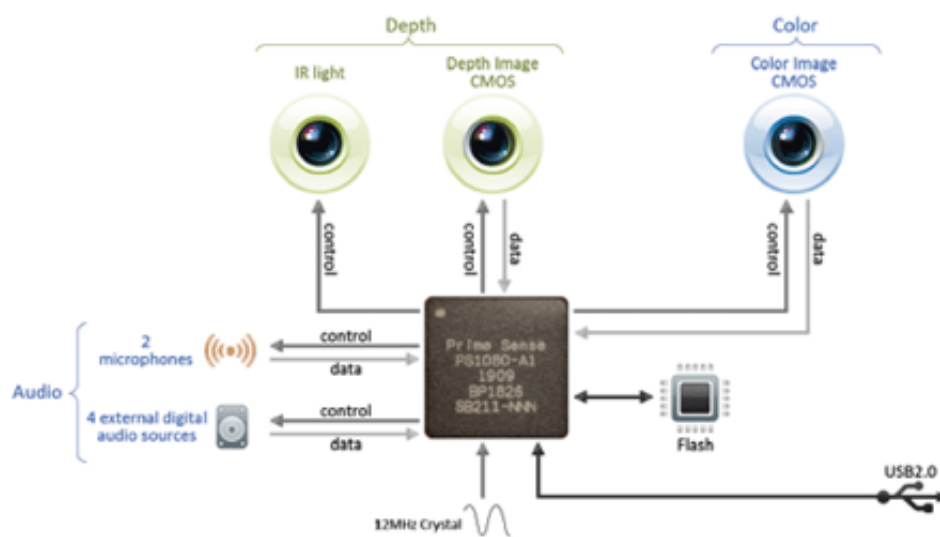 Depth
Color
IR light
Depth Image
CMOS
Color Image
CMOS
control
control
data
control
data
Prime Sense
PS1080-A1
1909
BP1826
SB211-NNN
Audio
2
microphones
control
data
4 external digital
audio sources
control
data
Flash
USB2.0
12MHz Crystal